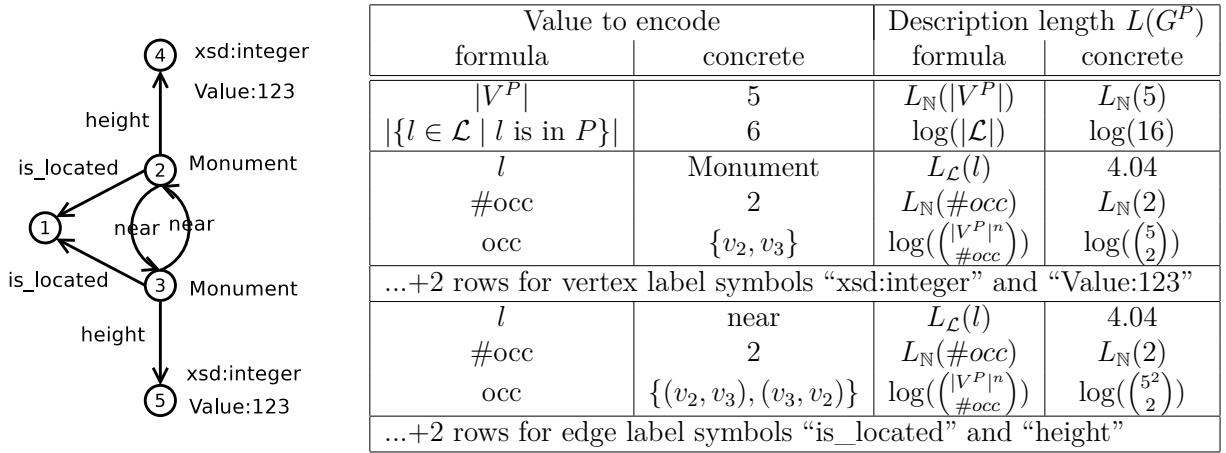 4 xsd:integer
Value:123
height
2 Monument
is_located
1
near near
is_located
3 Monument
height
xsd:integer
5 Value:123
Value to encode Description length L(G^P)
formula concrete formula concrete
|V^P| 5 L_ℕ(|V^P|) L_ℕ(5)
|{l ∈ 𝓛 | l is in P}| 6 log(|𝓛|) log(16)
l Monument L_𝓛(l) 4.04
#occ 2 L_ℕ(#occ) L_ℕ(2)
occ {v_2, v_3} log(\binom{|V^P|^n}{#occ}) log(\binom{5}{2})
...+2 rows for vertex label symbols “xsd:integer” and “Value:123”
l near L_𝓛(l) 4.04
#occ 2 L_ℕ(#occ) L_ℕ(2)
occ {(v_2, v_3), (v_3, v_2)} log(\binom{|V^P|^n}{#occ}) log(\binom{5^2}{2})
...+2 rows for edge label symbols “is_located” and “height”